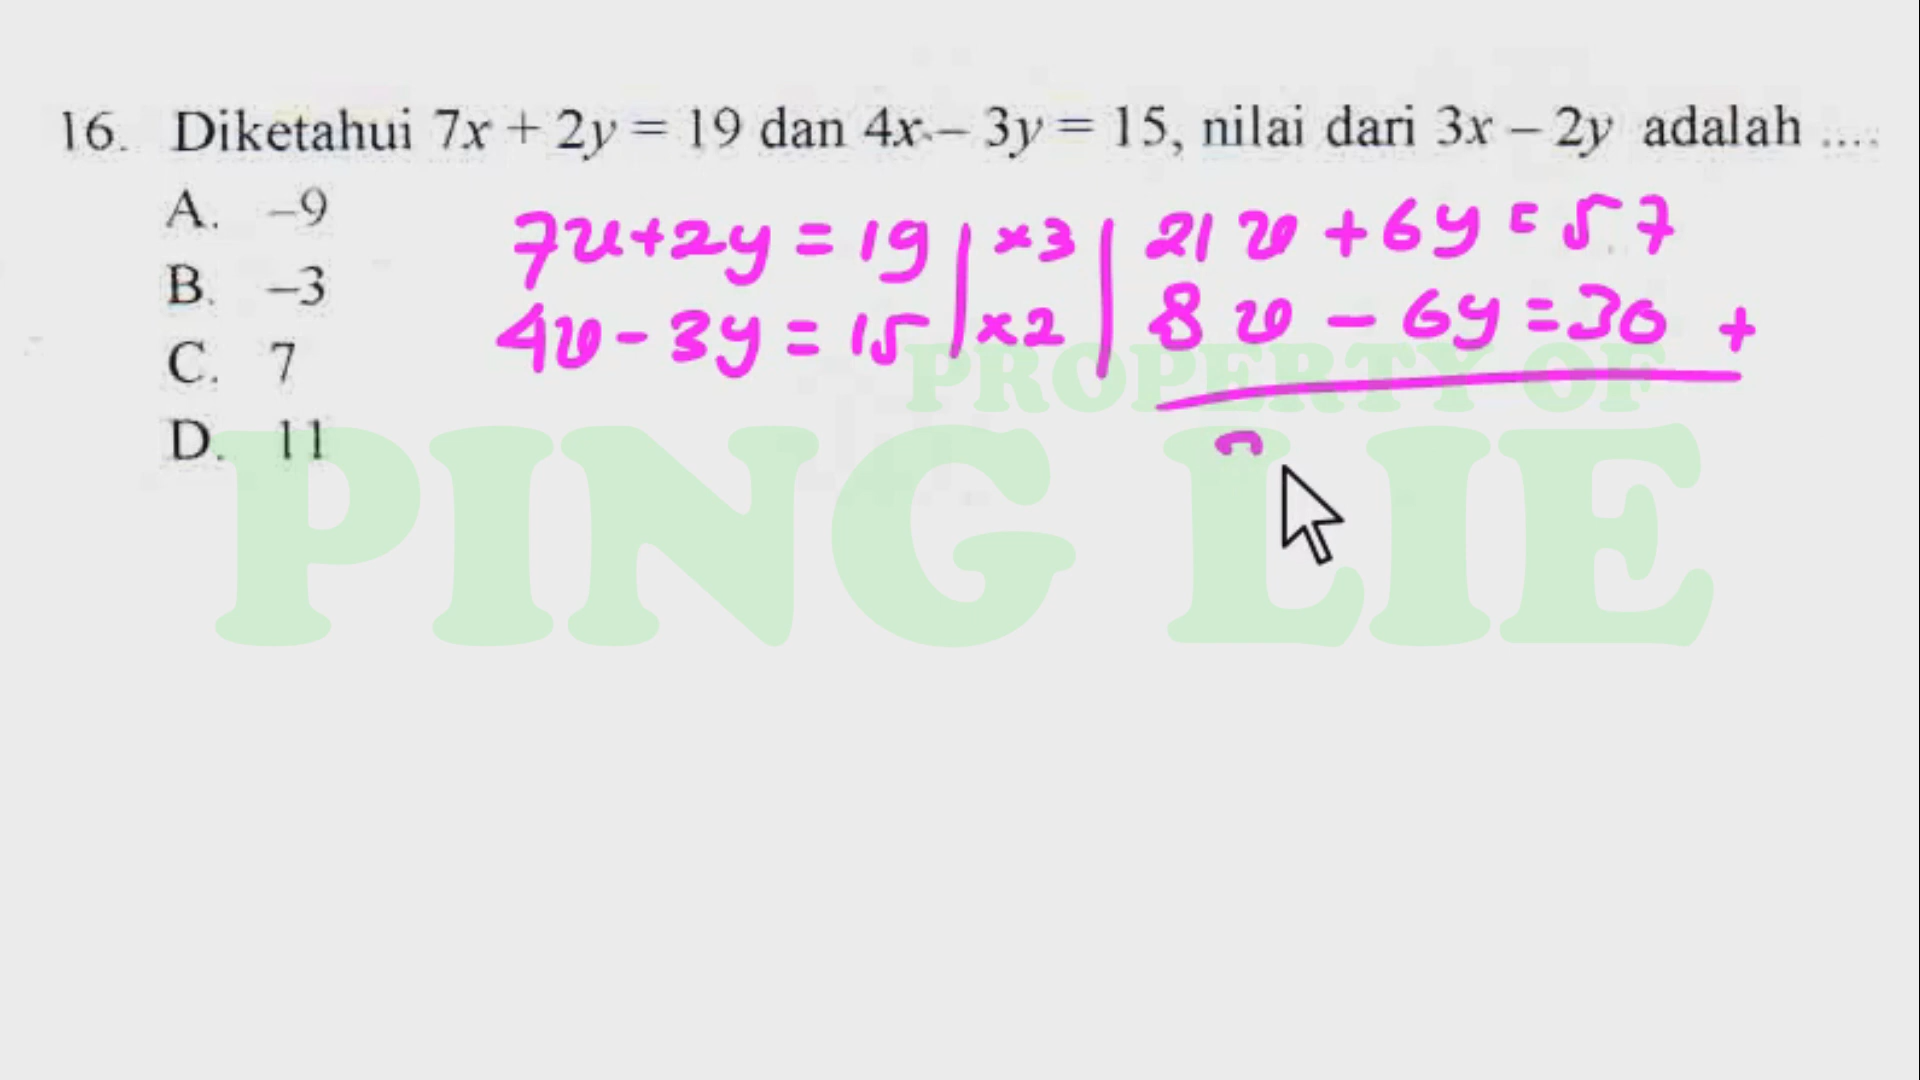 16. Diketahui 7x + 2y = 19 dan 4x - 3y = 15, nilai dari 3x – 2y adalah ....
A. –9
B. –3
C. 7
D. 11
7x+2y = 19 | ×3 | 21x + 6y = 57
4x - 3y = 15 | ×2 | 8x - 6y = 30 +
PROPERTY OF
PING LIE